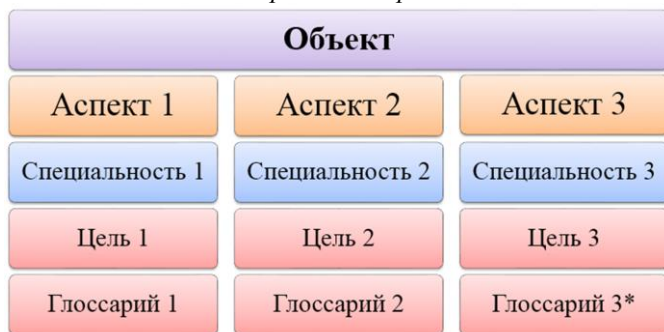 Объект
Аспект 1 Аспект 2 Аспект 3
Специальность 1 Специальность 2 Специальность 3
Цель 1 Цель 2 Цель 3
Глоссарий 1 Глоссарий 2 Глоссарий 3*